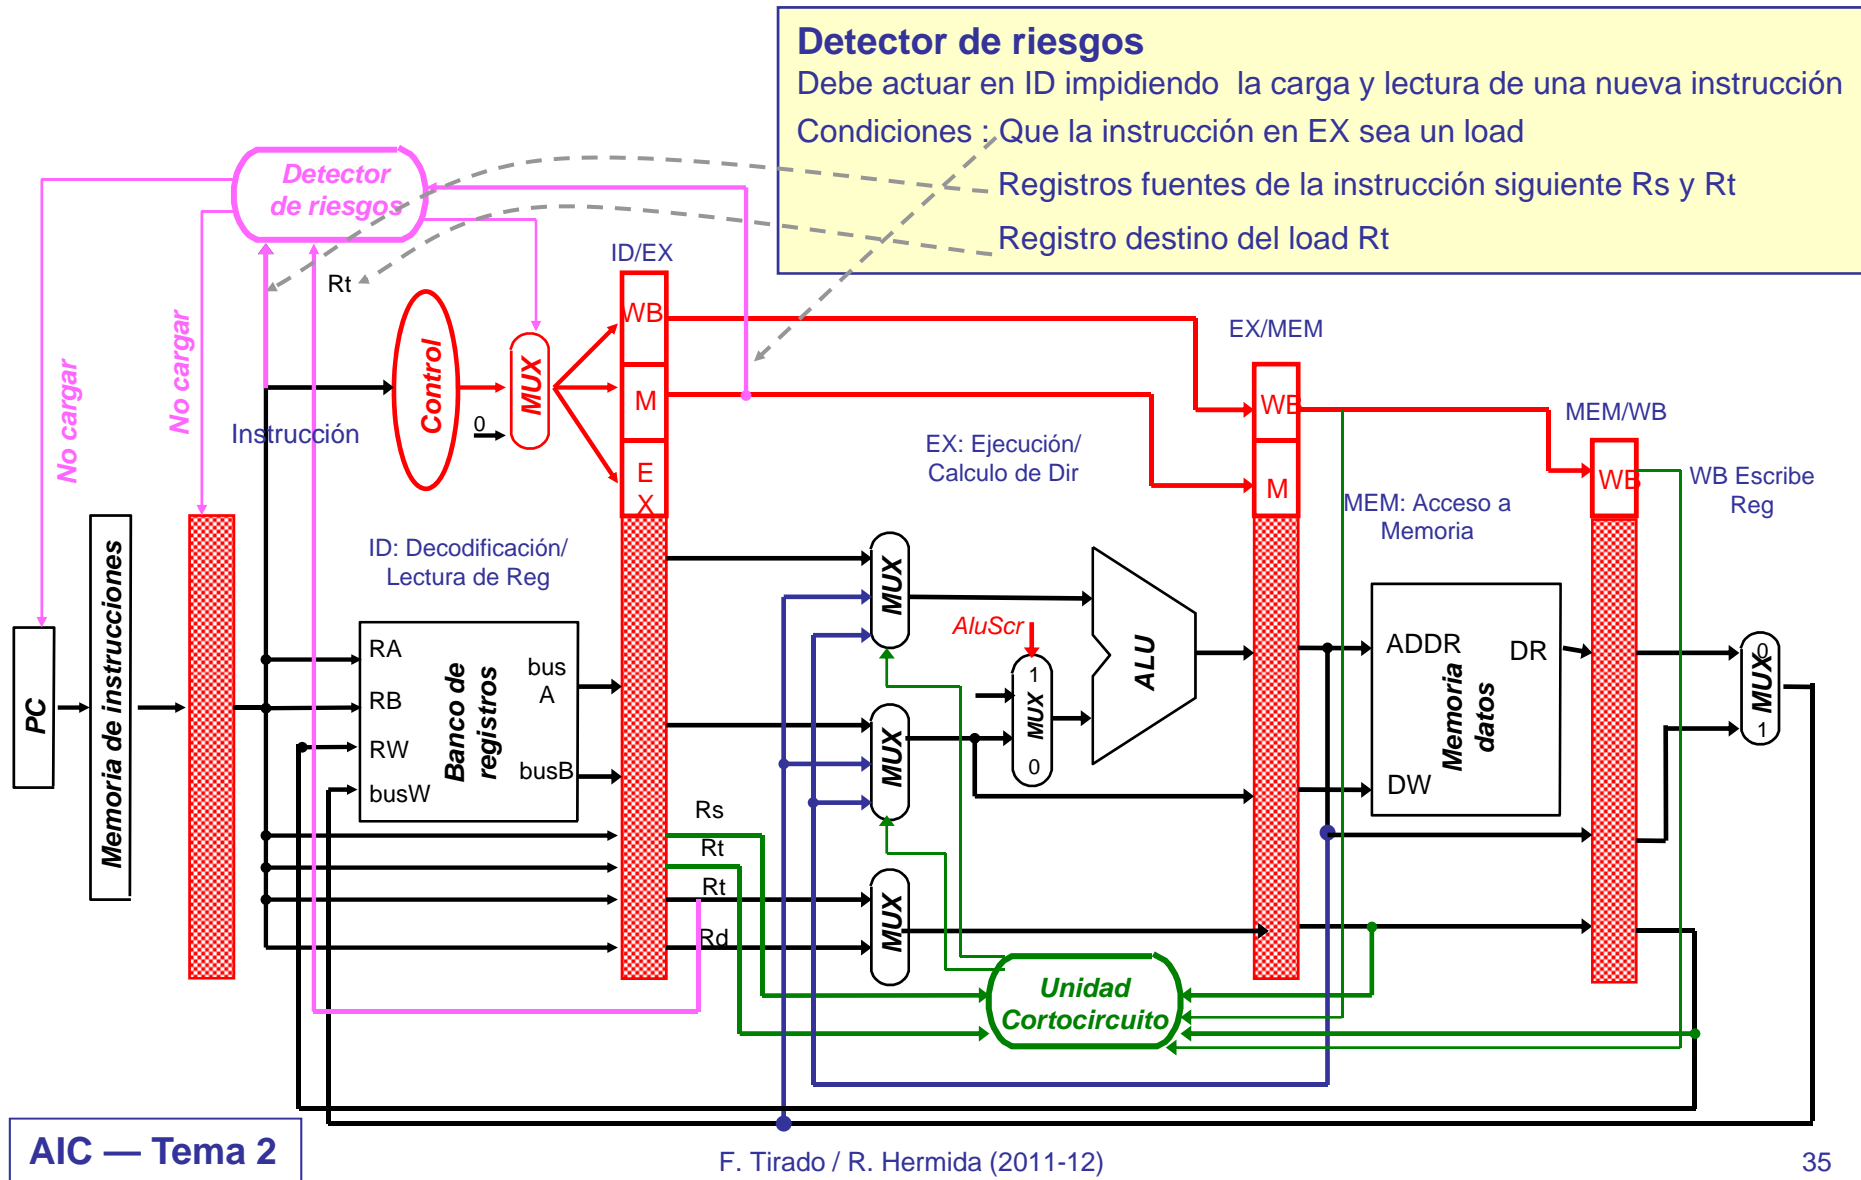 Detector de riesgos
Debe actuar en ID impidiendo la carga y lectura de una nueva instrucción
Condiciones : Que la instrucción en EX sea un load
Registros fuentes de la instrucción siguiente Rs y Rt
Registro destino del load Rt
Detector
de riesgos
ID/EX
Rt
WB
EX/MEM
No cargar
No cargar
Control
MUX
M
WB
MEM/WB
Instrucción
0
EX: Ejecución/
Calculo de Dir
E
X
M
WB
WB Escribe
Reg
MEM: Acceso a
Memoria
ID: Decodificación/
Lectura de Reg
PC
Memoria de instrucciones
RA
RB
RW
busW
Banco de
registros
bus
A
busB
MUX
AluScr
1
MUX
0
ALU
ADDR
DR
Memoria
datos
DW
0
MUX
1
MUX
Rs
Rt
Rt
Rd
MUX
Unidad
Cortocircuito
AIC — Tema 2
F. Tirado / R. Hermida (2011-12)
35